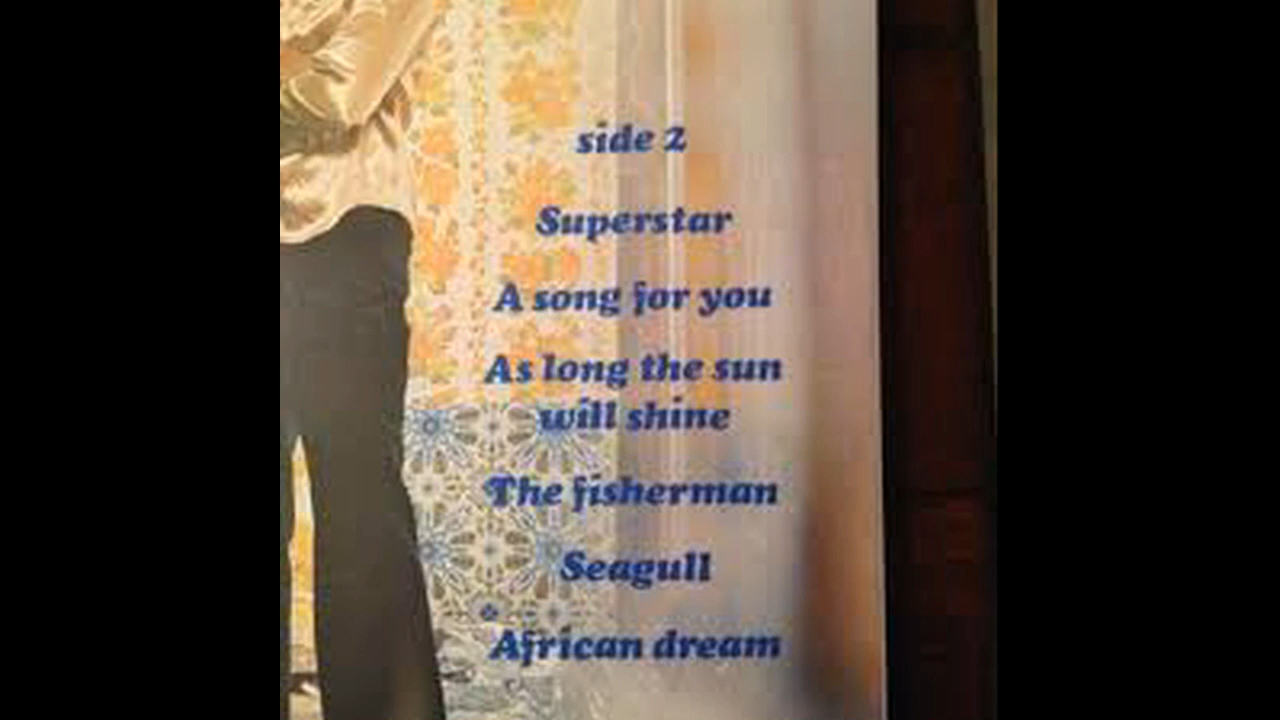 side 2
Superstar
A song for you
As long the sun
will shine
The fisherman
Seagull
African dream